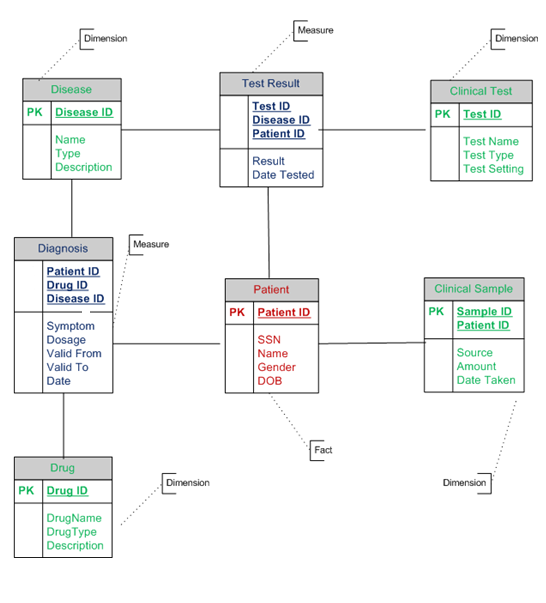 Dimension
Measure
Dimension
Disease
PK Disease ID
Name
Type
Description
Test Result
Test ID
Disease ID
Patient ID
Result
Date Tested
Clinical Test
PK Test ID
Test Name
Test Type
Test Setting
Measure
Diagnosis
Patient ID
Drug ID
Disease ID
Symptom
Dosage
Valid From
Valid To
Date
Patient
PK Patient ID
SSN
Name
Gender
DOB
Clinical Sample
PK Sample ID
Patient ID
Source
Amount
Date Taken
Fact
Drug
PK Drug ID
DrugName
DrugType
Description
Dimension
Dimension